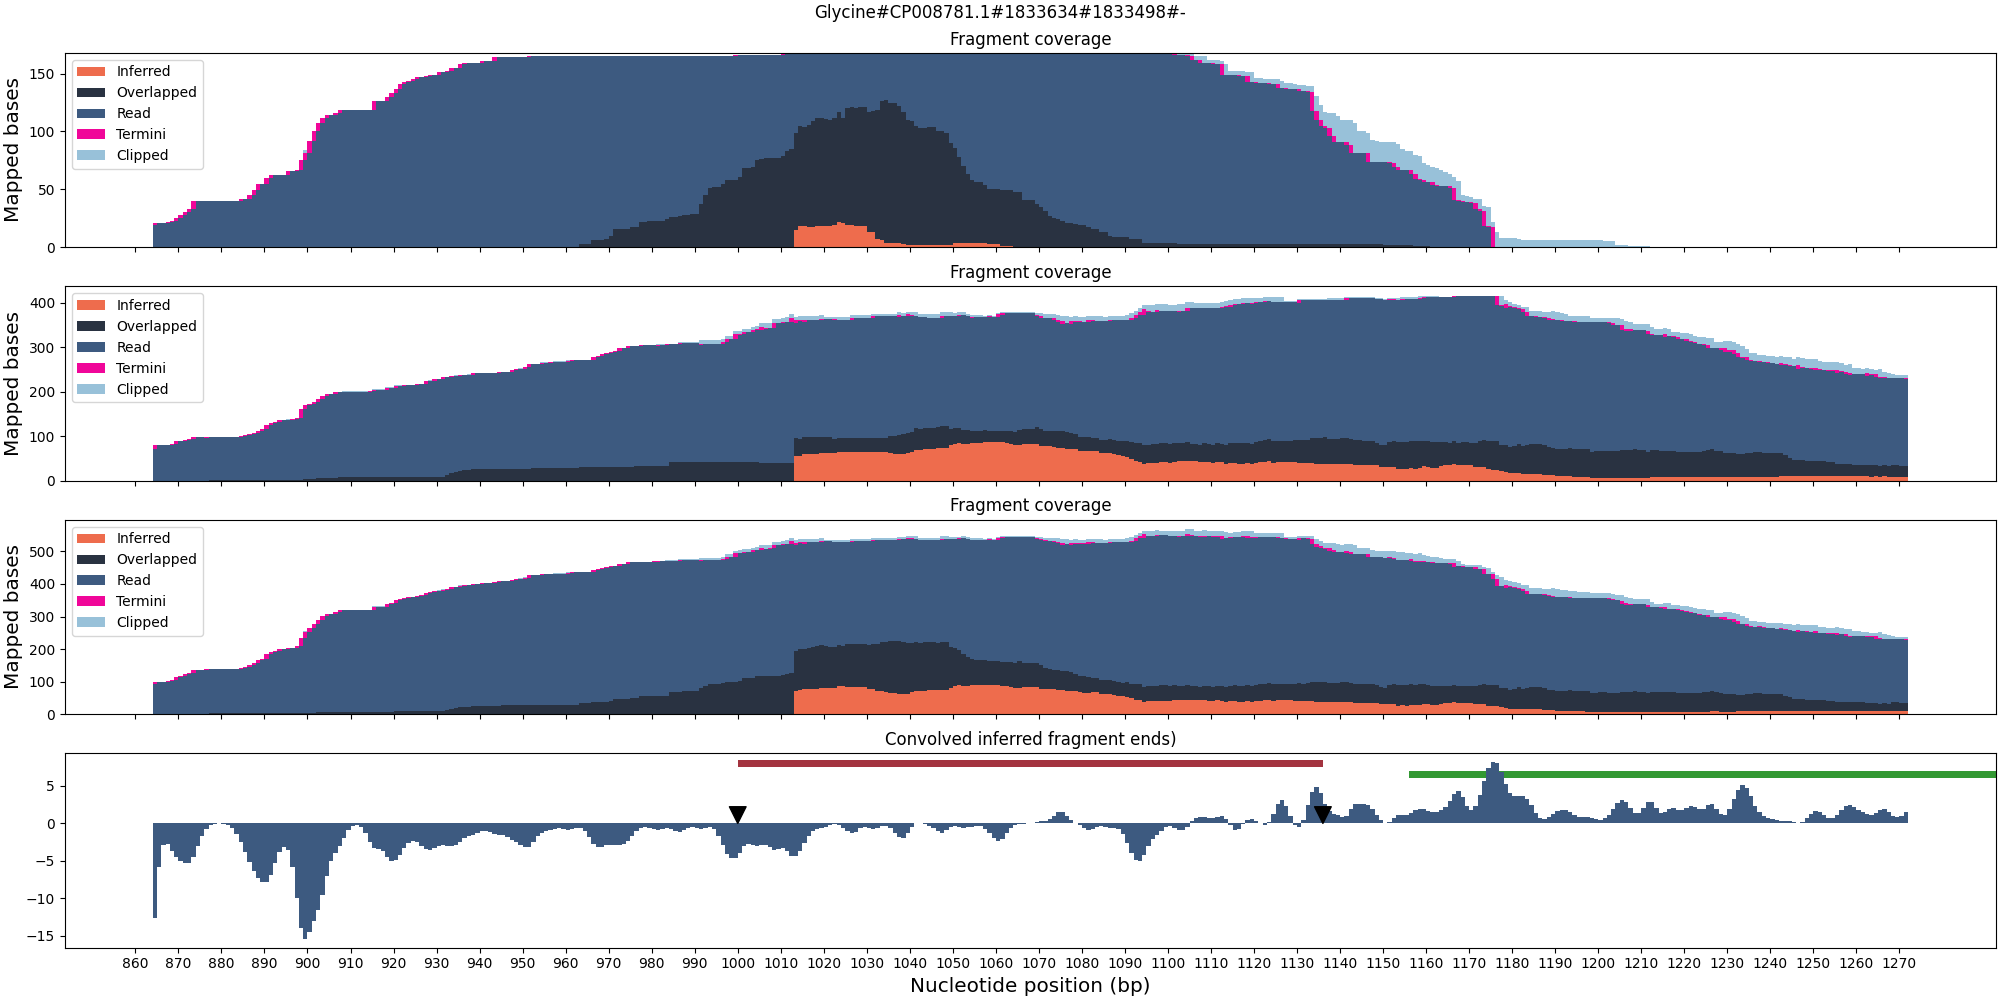 Glycine#CP008781.1#1833634#1833498#-
Fragment coverage
Mapped bases
150
100
50
0
Inferred
Overlapped
Read
Termini
Clipped
Fragment coverage
Mapped bases
400
300
200
100
0
Inferred
Overlapped
Read
Termini
Clipped
Fragment coverage
Mapped bases
500
400
300
200
100
0
Inferred
Overlapped
Read
Termini
Clipped
Convolved inferred fragment ends)
5
0
−5
−10
−15
860 870 880 890 900 910 920 930 940 950 960 970 980 990 1000 1010 1020 1030 1040 1050 1060 1070 1080 1090 1100 1110 1120 1130 1140 1150 1160 1170 1180 1190 1200 1210 1220 1230 1240 1250 1260 1270
Nucleotide position (bp)